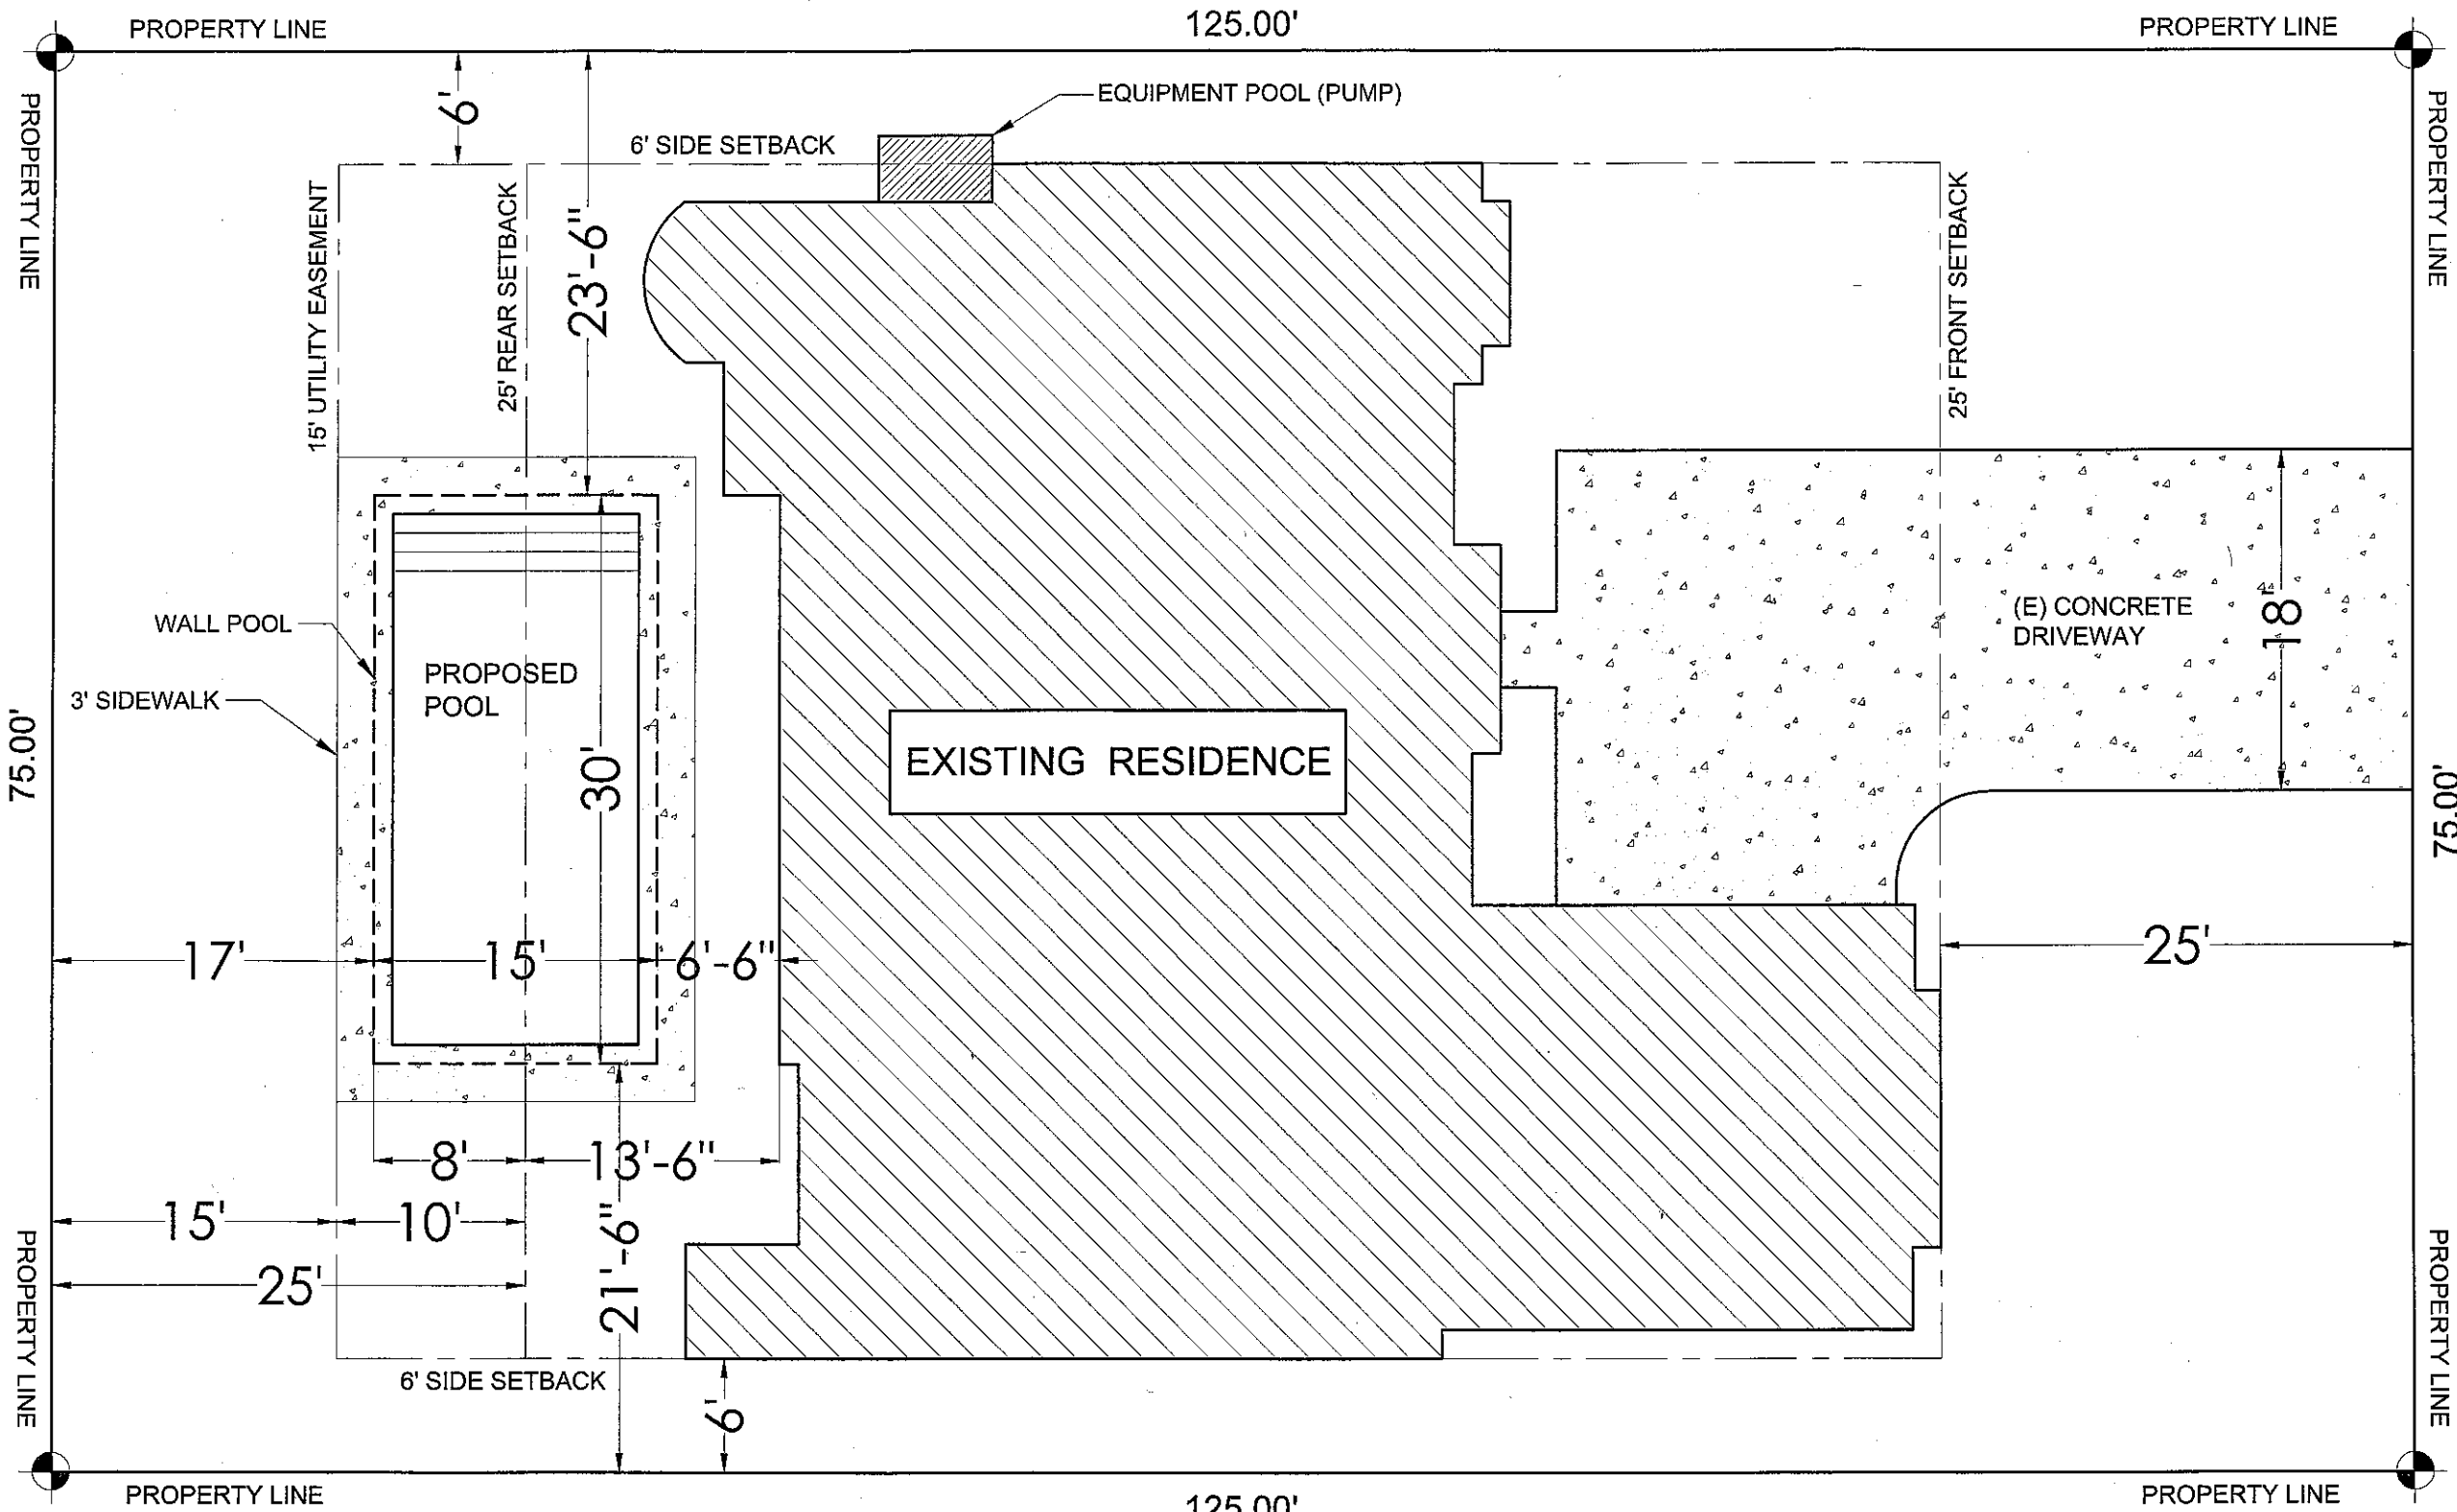 PROPERTY LINE
125.00'
PROPERTY LINE
PROPERTY LINE
6'
EQUIPMENT POOL (PUMP)
PROPERTY LINE
6' SIDE SETBACK
15' UTILITY EASEMENT
25' REAR SETBACK
23'-6"
25' FRONT SETBACK
WALL POOL
3' SIDEWALK
PROPOSED
POOL
30'
EXISTING RESIDENCE
(E) CONCRETE
DRIVEWAY
18'
75.00'
75.00'
17'
15'
6'-6"
25'
8'
13'-6"
15'
10'
25'
21'-6"
PROPERTY LINE
PROPERTY LINE
6' SIDE SETBACK
6'
PROPERTY LINE
125.00'
PROPERTY LINE